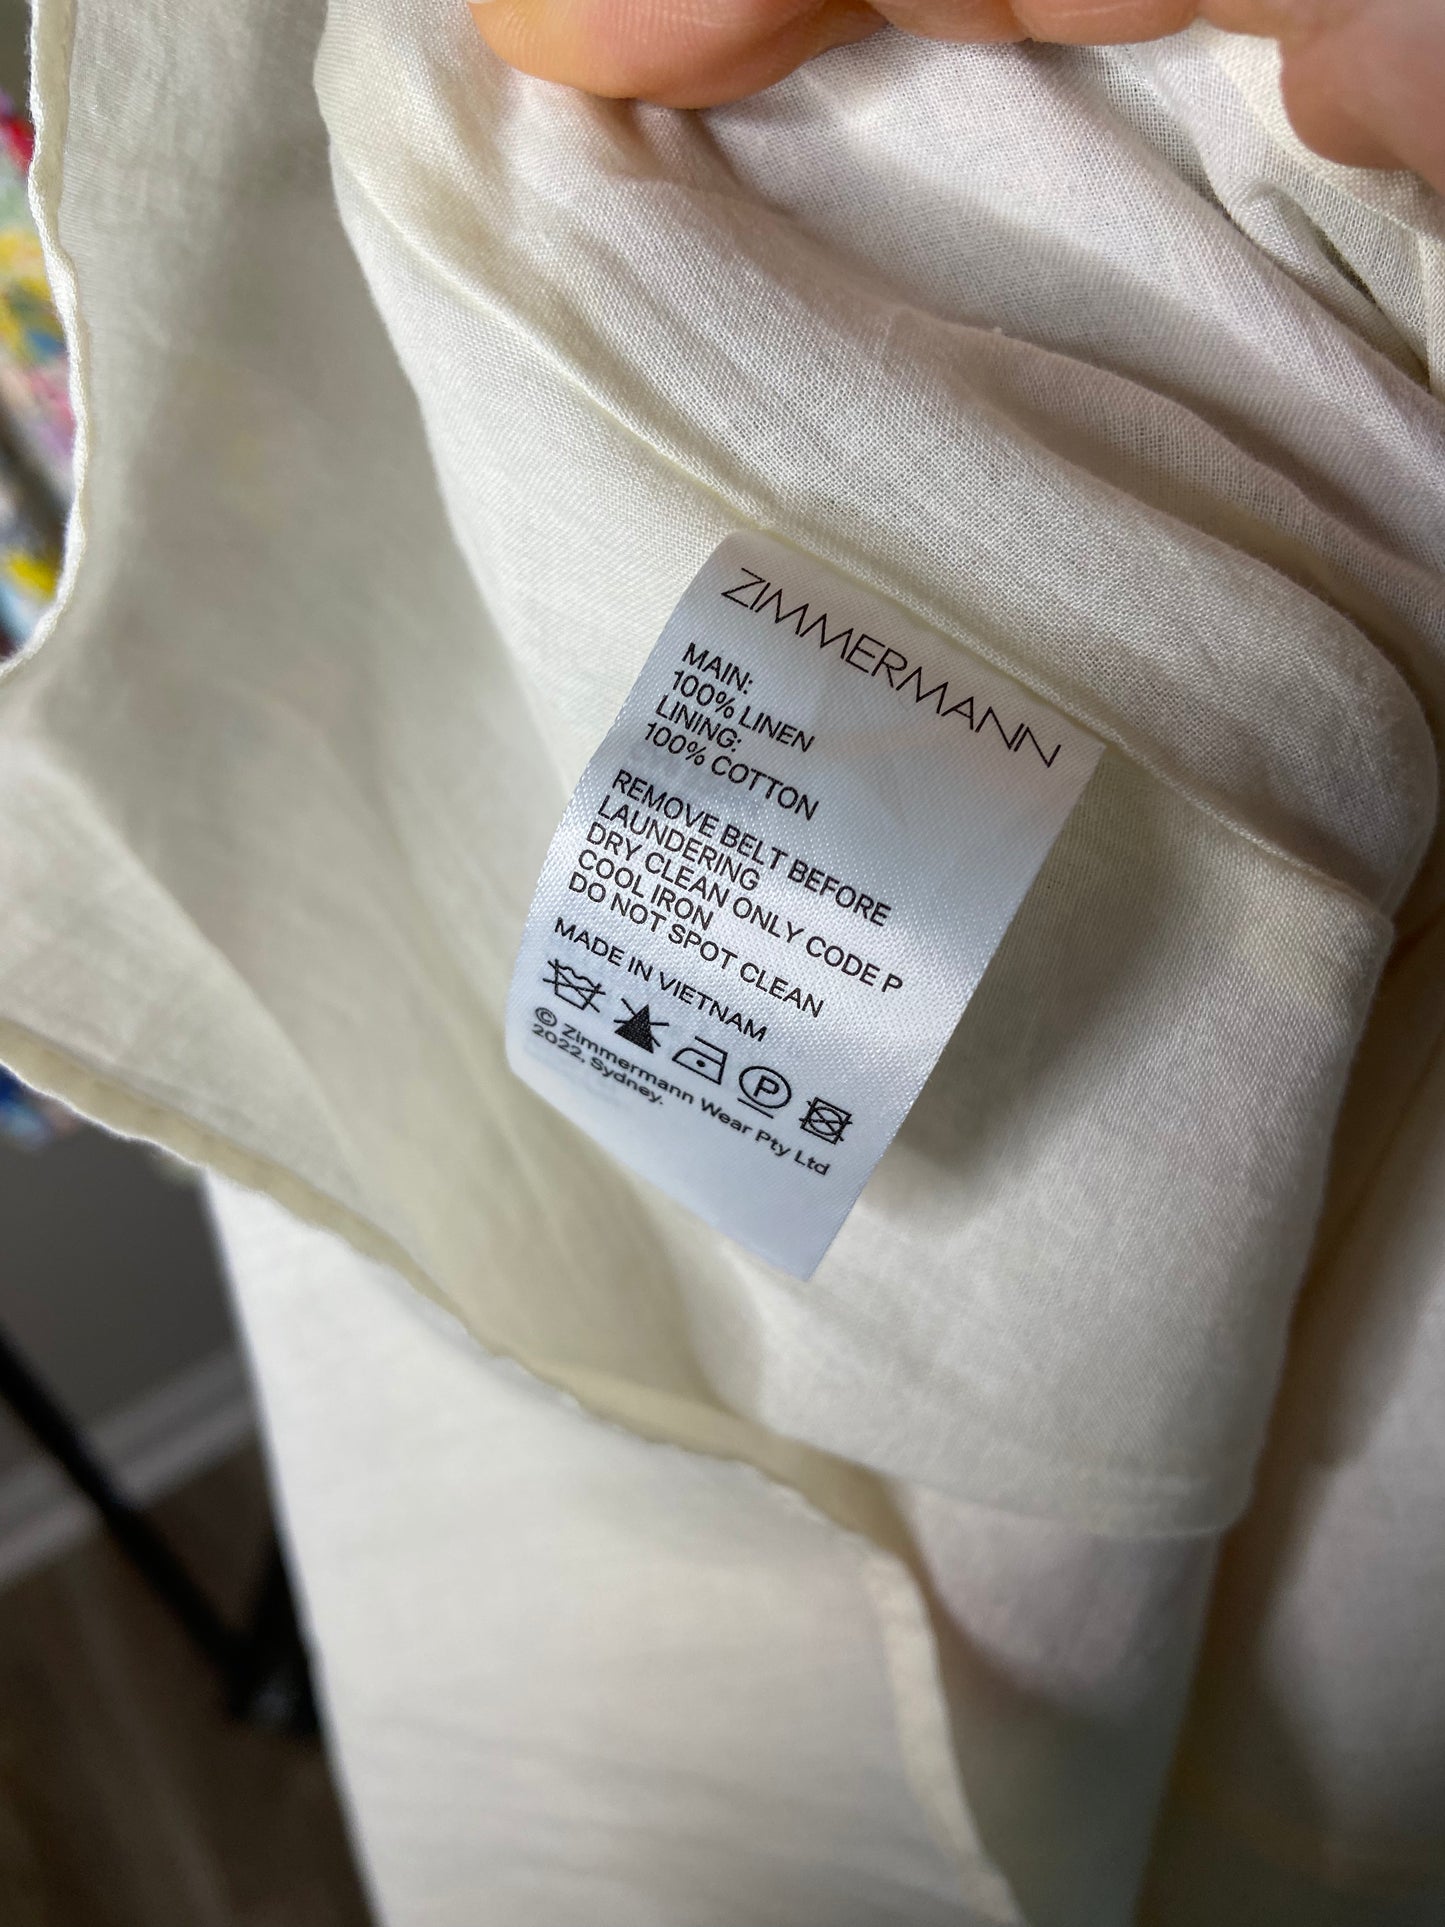 ZIMMERMANN
MAIN:
100% LINEN
LINING:
100% COTTON
REMOVE BELT BEFORE
LAUNDERING
DRY CLEAN ONLY CODE P
COOL IRON
DO NOT SPOT CLEAN
MADE IN VIETNAM
P
© Zimmermann Wear Pty Ltd
2022, Sydney.